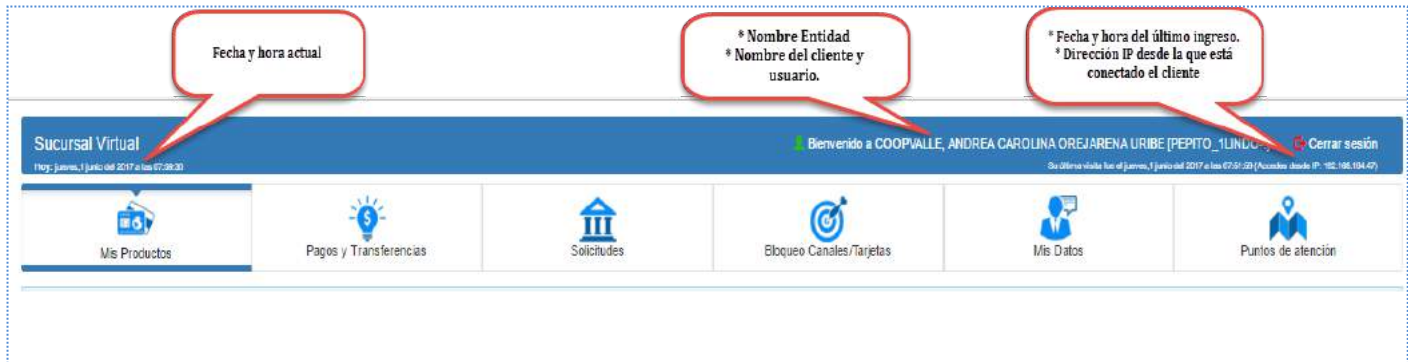 Fecha y hora actual
* Nombre Entidad
* Nombre del cliente y
usuario.
* Fecha y hora del último ingreso.
* Dirección IP desde la que está
conectado el cliente
Sucursal Virtual
Hoy: jueves,1 junio del 2017 a las 07:38:30
Bienvenido a COOPVALLE, ANDREA CAROLINA OREJARENA URIBE [PEPITO_1LINDO
Cerrar sesión
Su última visita fue el jueves,1 junio del 2017 a las 07:51:59 (Accedes desde IP: 192.168.184.47)
Mis Productos
Pagos y Transferencias
Solicitudes
Bloqueo Canales/Tarjetas
Mis Datos
Puntos de atención